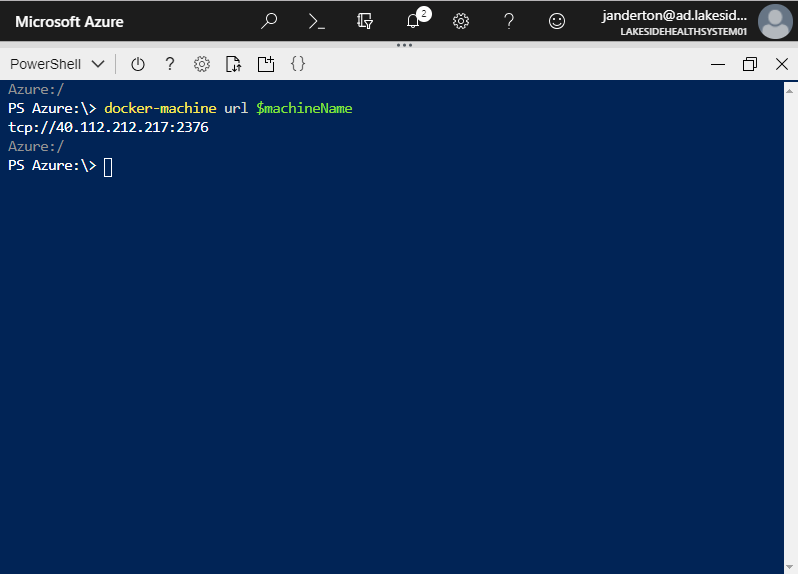 Microsoft Azure
2
janderton@ad.lakesid...
LAKESIDEHEALTHSYSTEM01
PowerShell
Azure:/
PS Azure:\> docker-machine url $machineName
tcp://40.112.212.217:2376
Azure:/
PS Azure:\>